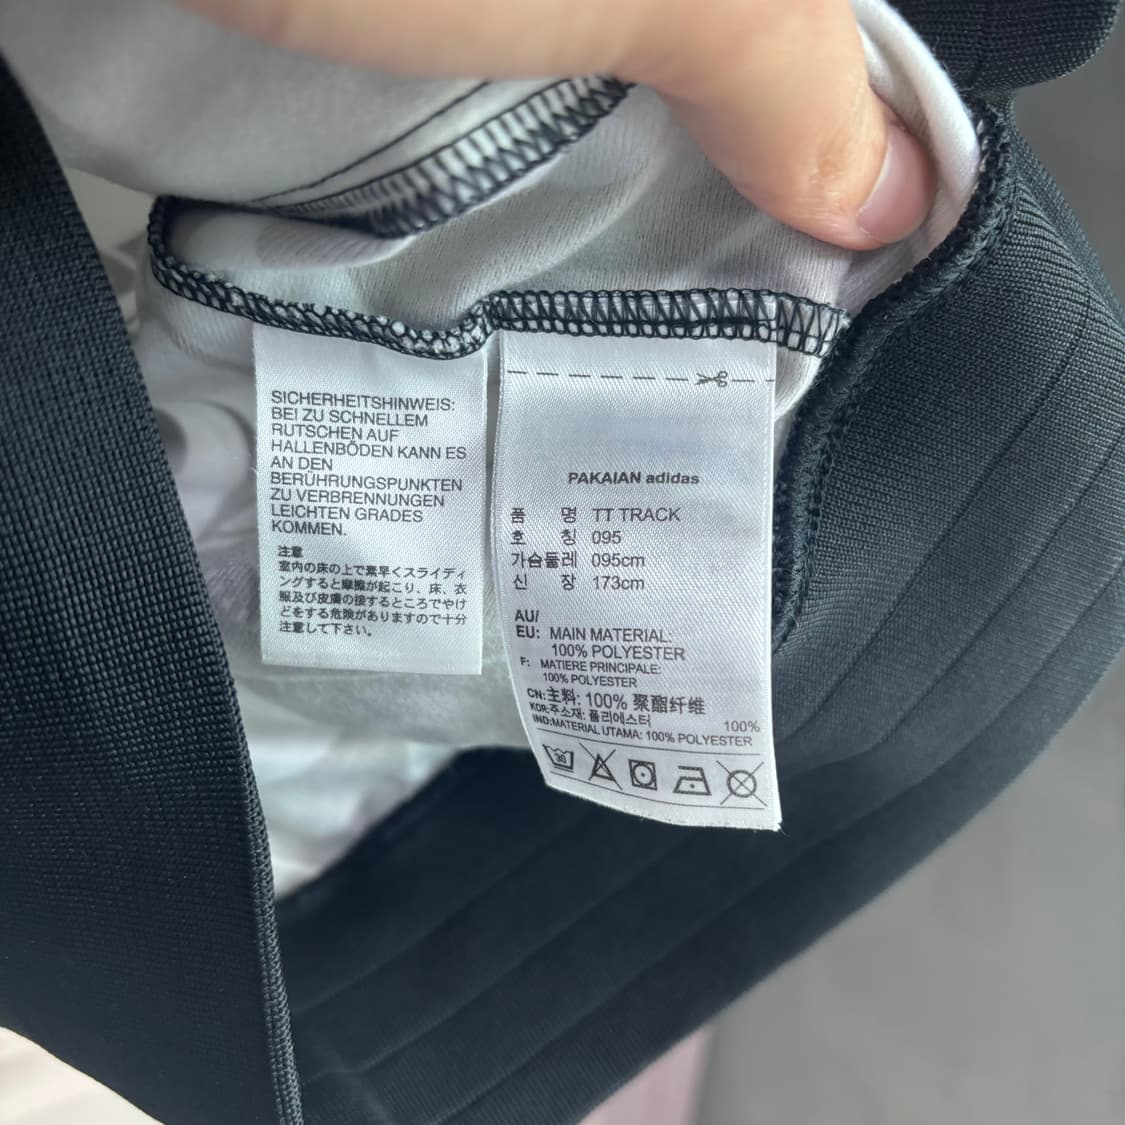 SICHERHEITSHINWEIS:
BEI ZU SCHNELLEM
RUTSCHEN AUF
HALLENBÖDEN KANN ES
AN DEN
BERÜHRUNGSPUNKTEN
ZU VERBRENNUNGEN
LEICHTEN GRADES
KOMMEN.
注意
室内の床の上で素早くスライディ
ングすると摩擦が起こり、床、衣
服及び皮膚の接するところでやけ
どをする危険がありますので十分
注意して下さい。
PAKAIAN adidas
품 명 TT TRACK
호 칭 095
가슴둘레 095cm
신 장 173cm
AU/
EU: MAIN MATERIAL:
100% POLYESTER
F: MATIERE PRINCIPALE:
100% POLYESTER
CN:主料: 100% 聚酯纤维
KOR:주소재: 폴리에스터 100%
IND:MATERIAL UTAMA: 100% POLYESTER
30